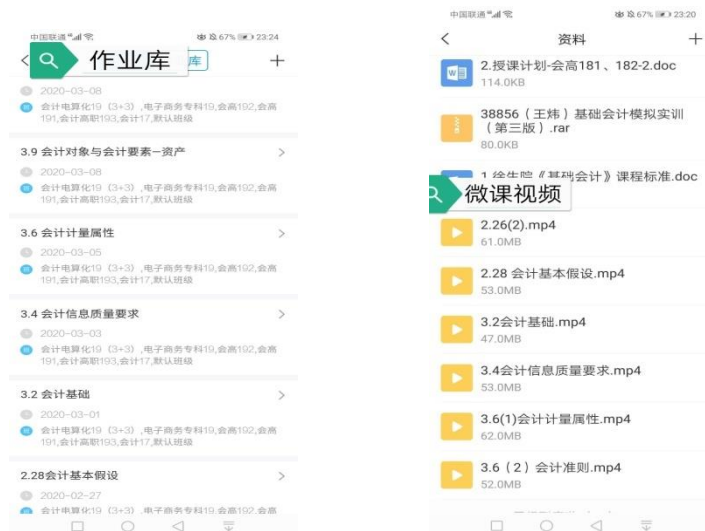 中国联通
67% 23:24
作业库
库
2020-03-08
会计电算化19（3+3）,电子商务专科19,会高192,会高
191,会计高职193,会计17,默认班级
3.9 会计对象与会计要素-资产
2020-03-08
会计电算化19（3+3）,电子商务专科19,会高192,会高
191,会计高职193,会计17,默认班级
3.6 会计计量属性
2020-03-05
会计电算化19（3+3）,电子商务专科19,会高192,会高
191,会计高职193,会计17,默认班级
3.4 会计信息质量要求
2020-03-03
会计电算化19（3+3）,电子商务专科19,会高192,会高
191,会计高职193,会计17,默认班级
3.2 会计基础
2020-03-01
会计电算化19（3+3）,电子商务专科19,会高192,会高
191,会计高职193,会计17,默认班级
2.28会计基本假设
2020-02-27
会计电算化19（3+3）,电子商务专科19,会高192,会高
中国联通
67% 23:20
资料
2.授课计划-会高181、182-2.doc
114.0KB
38856（王炜）基础会计模拟实训
（第三版）.rar
80.0KB
《基础会计》课程标准.doc
微课视频
2.26(2).mp4
61.0MB
2.28 会计基本假设.mp4
53.0MB
3.2会计基础.mp4
47.0MB
3.4会计信息质量要求.mp4
53.0MB
3.6(1)会计计量属性.mp4
62.0MB
3.6（2）会计准则.mp4
52.0MB